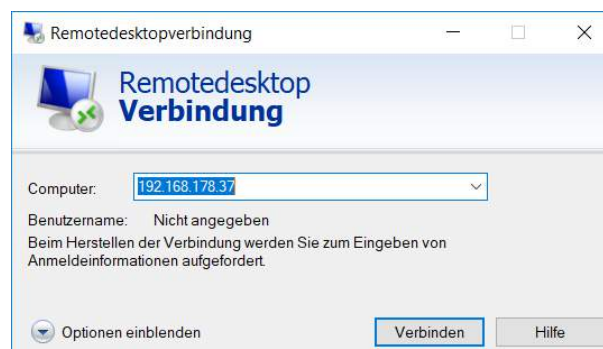 Remotedesktopverbindung
Remotedesktop
Verbindung
Computer: 192.168.178.37
Benutzername: Nicht angegeben
Beim Herstellen der Verbindung werden Sie zum Eingeben von
Anmeldeinformationen aufgefordert.
Optionen einblenden Verbinden Hilfe